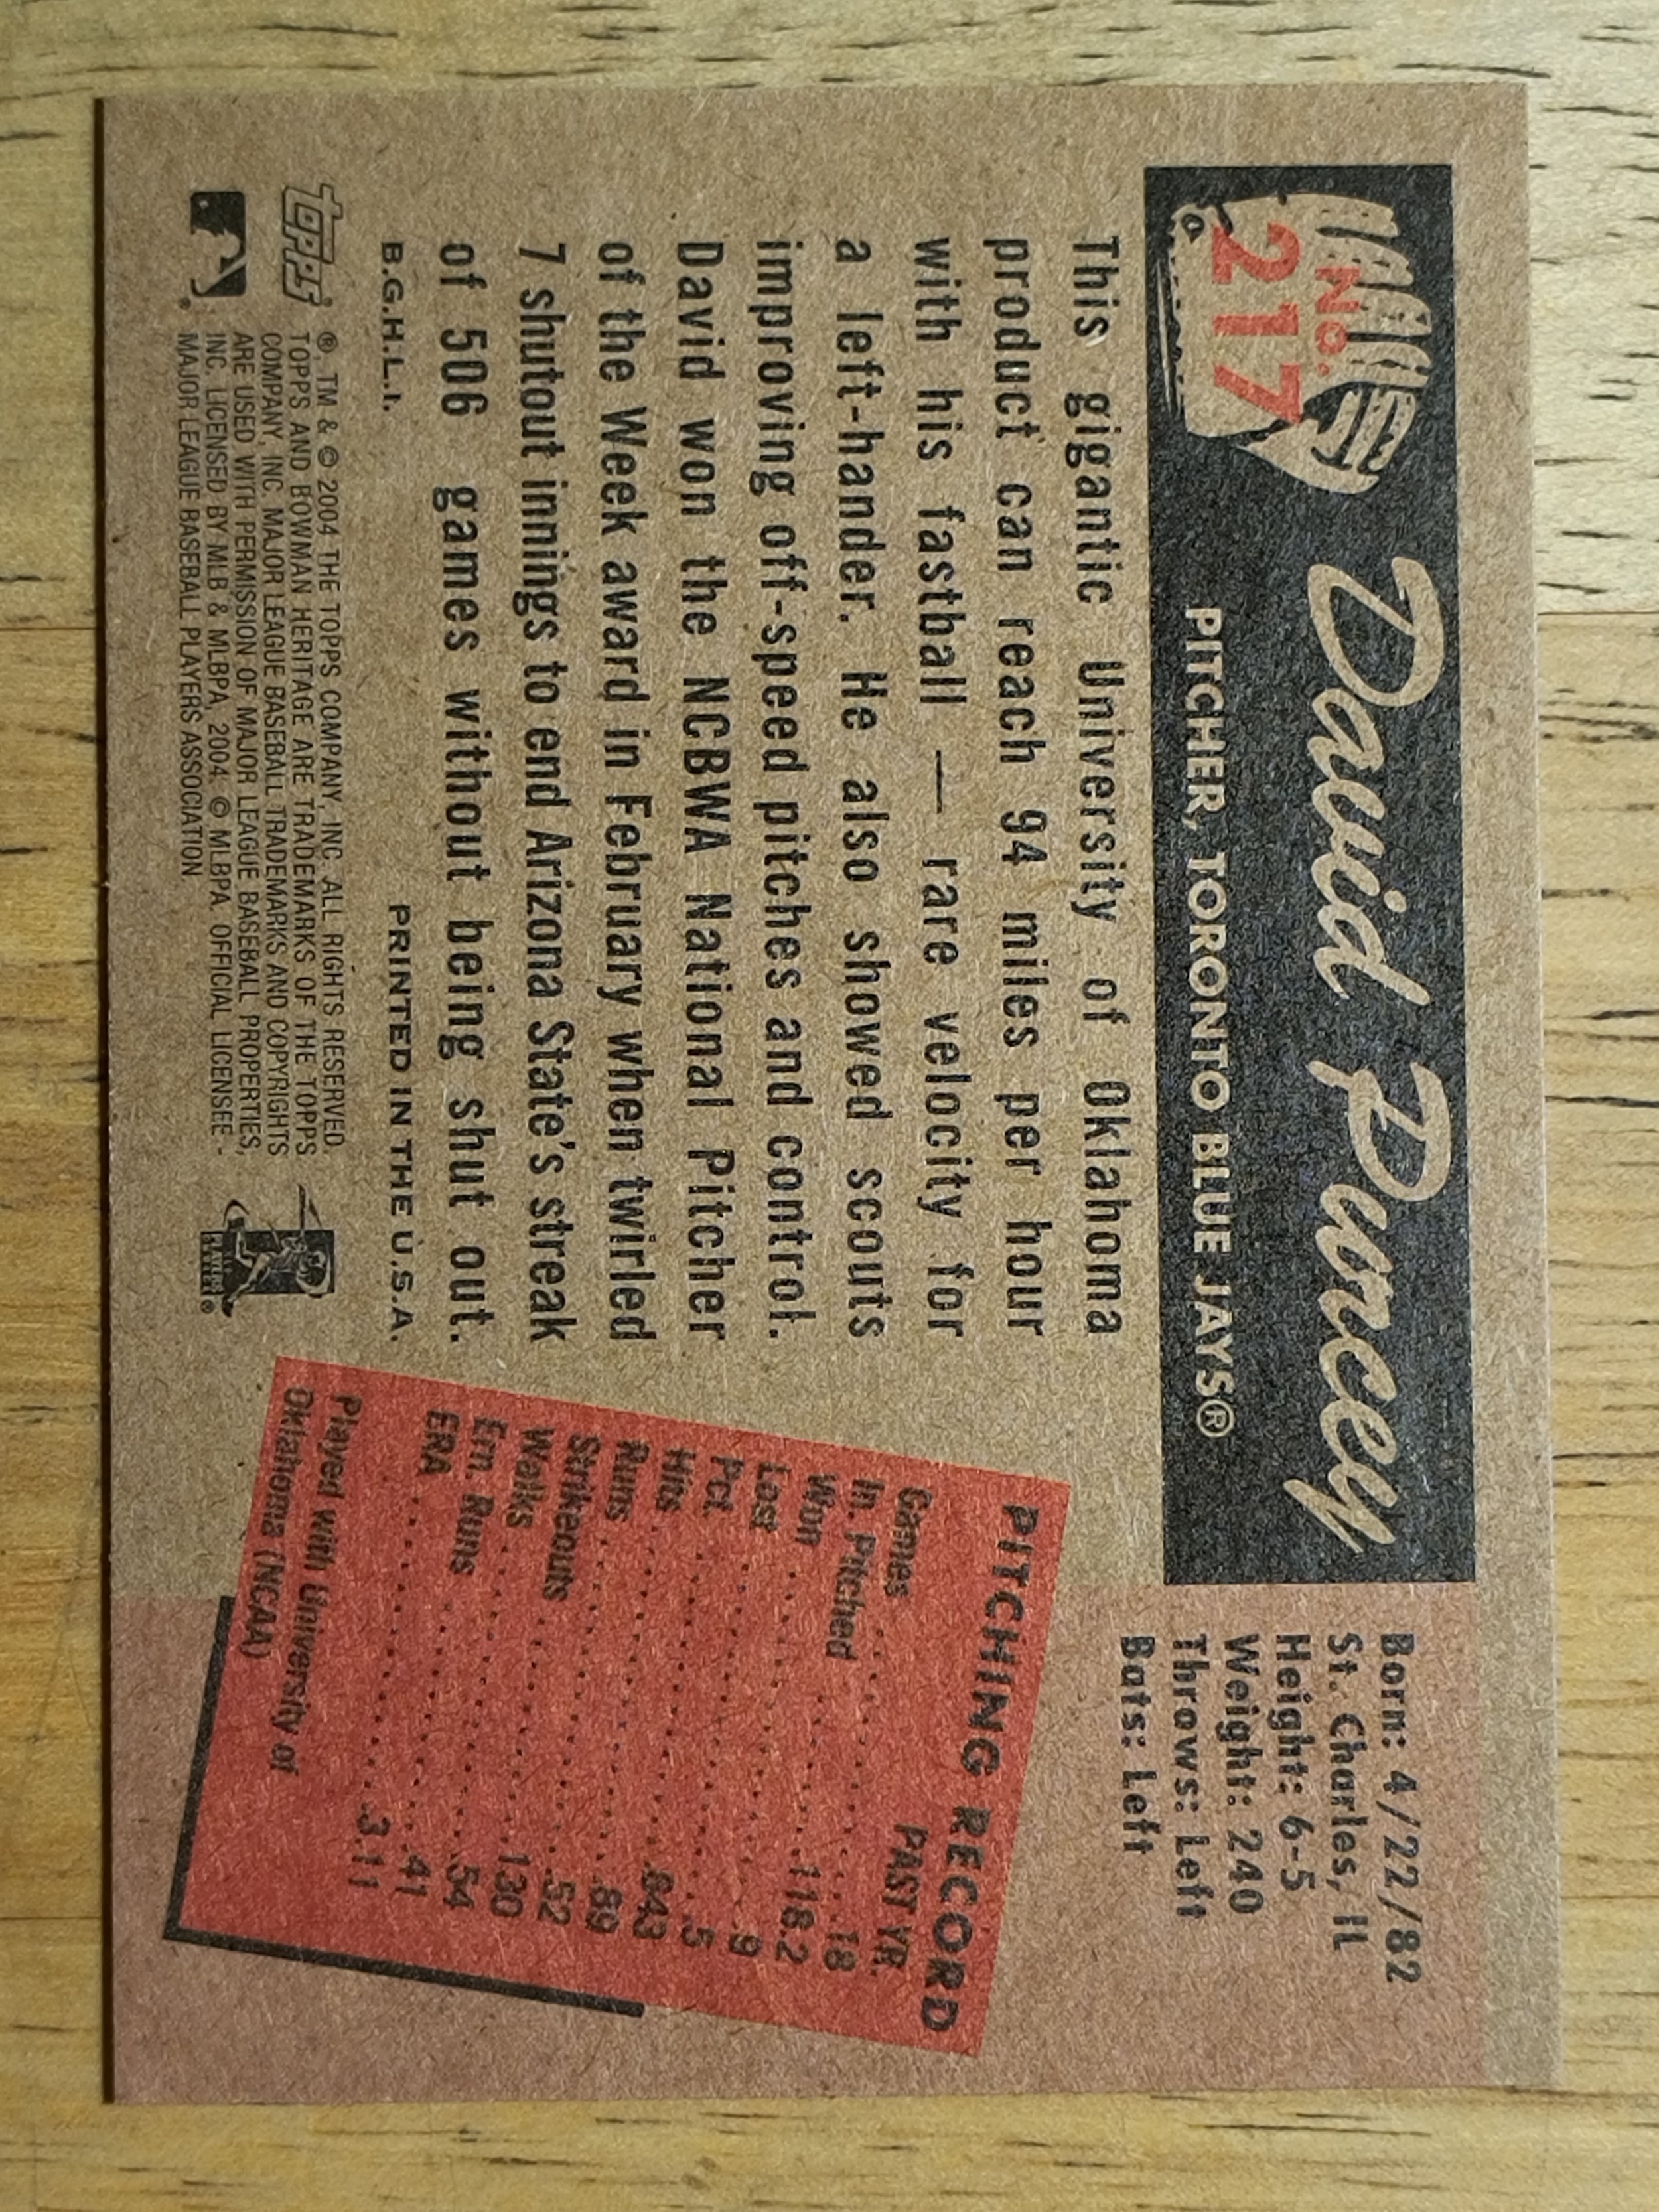 No.
217
David Purcey
PITCHER, TORONTO BLUE JAYS®
Born: 4/22/82
St. Charles, IL
Height: 6-5
Weight: 240
Throws: Left
Bats: Left
This gigantic University of Oklahoma
product can reach 94 miles per hour
with his fastball — rare velocity for
a left-hander. He also showed scouts
improving off-speed pitches and control.
David won the NCBWA National Pitcher
of the Week award in February when twirled
7 shutout innings to end Arizona State's streak
of 506 games without being shut out.
B.G.H.L.I. PRINTED IN THE U.S.A.
PITCHING RECORD
PAST YR.
Games 18
In. Pitched 118.2
Won 9
Lost 5
Pct. .643
Hits 89
Runs 52
Strikeouts 130
Walks 54
Ern. Runs 41
ERA 3.11
Played with University of
Oklahoma (NCAA)
topps
®, TM & © 2004 THE TOPPS COMPANY, INC. ALL RIGHTS RESERVED.
TOPPS AND BOWMAN HERITAGE ARE TRADEMARKS OF THE TOPPS
COMPANY, INC. MAJOR LEAGUE BASEBALL TRADEMARKS AND COPYRIGHTS
ARE USED WITH PERMISSION OF MAJOR LEAGUE BASEBALL PROPERTIES,
INC. LICENSED BY MLB & MLBPA, 2004. © MLBPA. OFFICIAL LICENSEE -
MAJOR LEAGUE BASEBALL PLAYERS ASSOCIATION